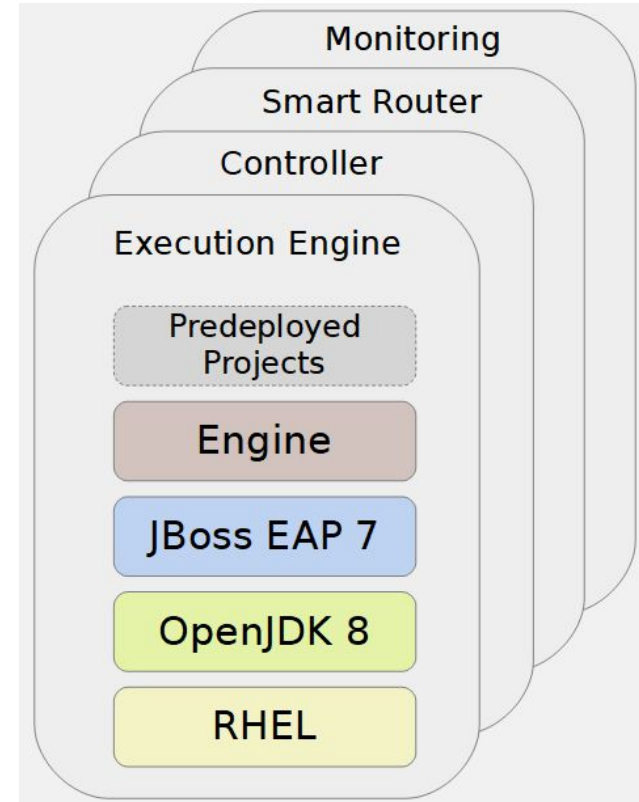 Monitoring
Smart Router
Controller
Execution Engine
Predeployed
Projects
Engine
JBoss EAP 7
OpenJDK 8
RHEL